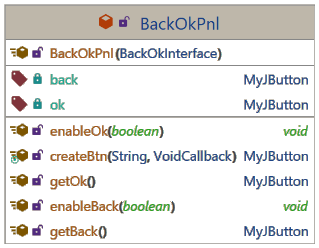 BackOkPnl
BackOkPnl(BackOkInterface)
back MyJButton
ok MyJButton
enableOk(boolean) void
createBtn(String, VoidCallback) MyJButton
getOk() MyJButton
enableBack(boolean) void
getBack() MyJButton